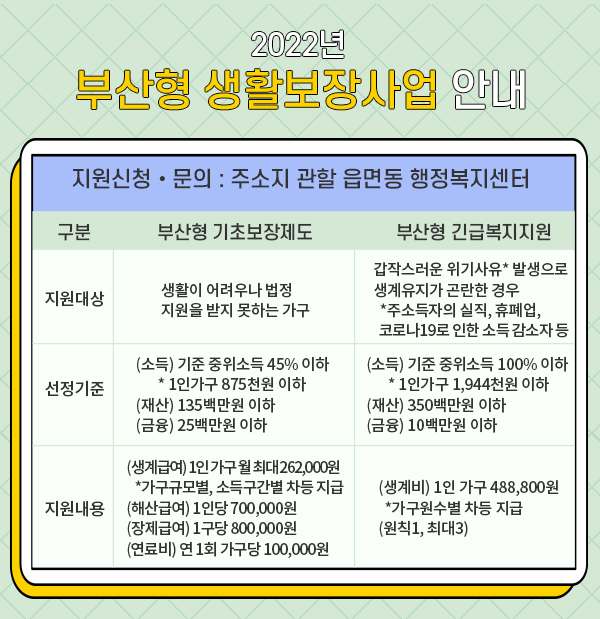 2022년
부산형 생활보장사업 안내
지원신청 • 문의 : 주소지 관할 읍면동 행정복지센터
구분
부산형 기초보장제도
부산형 긴급복지지원
지원대상
생활이 어려우나 법정
지원을 받지 못하는 가구
갑작스러운 위기사유* 발생으로
생계유지가 곤란한 경우
*주소득자의 실직, 휴폐업,
코로나19로 인한 소득 감소자 등
선정기준
(소득) 기준 중위소득 45% 이하
* 1인가구 875천원 이하
(재산) 135백만원 이하
(금융) 25백만원 이하
(소득) 기준 중위소득 100% 이하
* 1인가구 1,944천원 이하
(재산) 350백만원 이하
(금융) 10백만원 이하
지원내용
(생계급여) 1인 가구 월 최대 262,000원
*가구규모별, 소득구간별 차등 지급
(해산급여) 1인당 700,000원
(장제급여) 1구당 800,000원
(연료비) 연 1회 가구당 100,000원
(생계비) 1인 가구 488,800원
*가구원수별 차등 지급
(원칙1, 최대3)